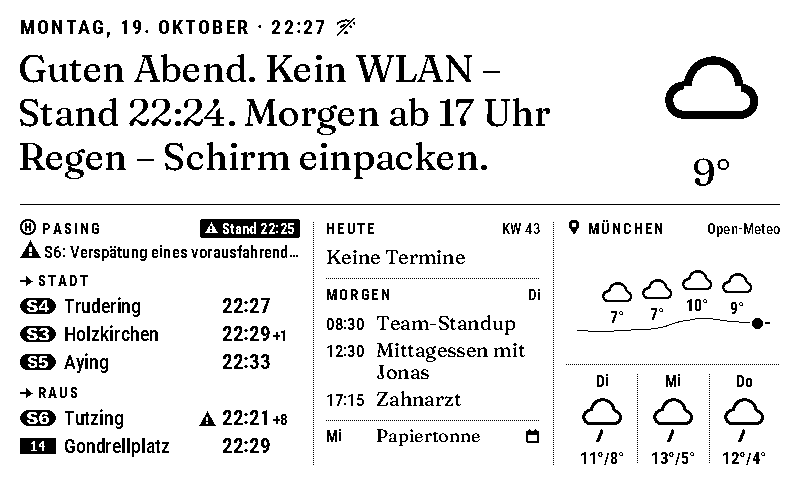 MONTAG, 19. OKTOBER · 22:27
Guten Abend. Kein WLAN –
Stand 22:24. Morgen ab 17 Uhr
Regen – Schirm einpacken.
9°
H PASING
Stand 22:25
S6: Verspätung eines vorausfahrend…
→ STADT
S4 Trudering 22:27
S3 Holzkirchen 22:29 +1
S5 Aying 22:33
→ RAUS
S6 Tutzing 22:21 +8
14 Gondrellplatz 22:29
HEUTE KW 43
Keine Termine
MORGEN Di
08:30 Team-Standup
12:30 Mittagessen mit
Jonas
17:15 Zahnarzt
Mi Papiertonne
MÜNCHEN Open-Meteo
7° 7° 10° 9°
Di Mi Do
11°/8° 13°/5° 12°/4°